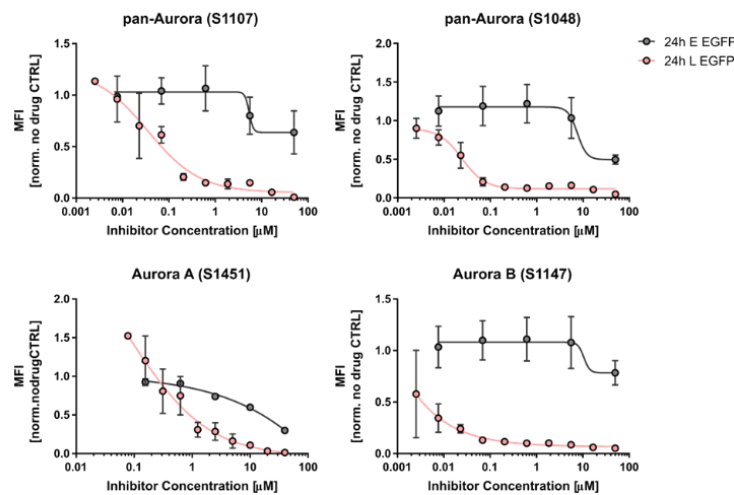 pan-Aurora (S1107)
MFI
[norm. no drug CTRL]
1.5
1.0
0.5
0.0
0.001 0.01 0.1 1 10 100
Inhibitor Concentration [µM]
pan-Aurora (S1048)
MFI
[norm. no drug CTRL]
2.0
1.5
1.0
0.5
0.0
0.001 0.01 0.1 1 10 100
Inhibitor Concentration [µM]
24h E EGFP
24h L EGFP
Aurora A (S1451)
MFI
[norm.nodrugCTRL]
2.0
1.5
1.0
0.5
0.0
0.01 0.1 1 10 100
Inhibitor Concentration [µM]
Aurora B (S1147)
MFI
[norm. no drug CTRL]
2.0
1.5
1.0
0.5
0.0
0.001 0.01 0.1 1 10 100
Inhibitor Concentration [µM]